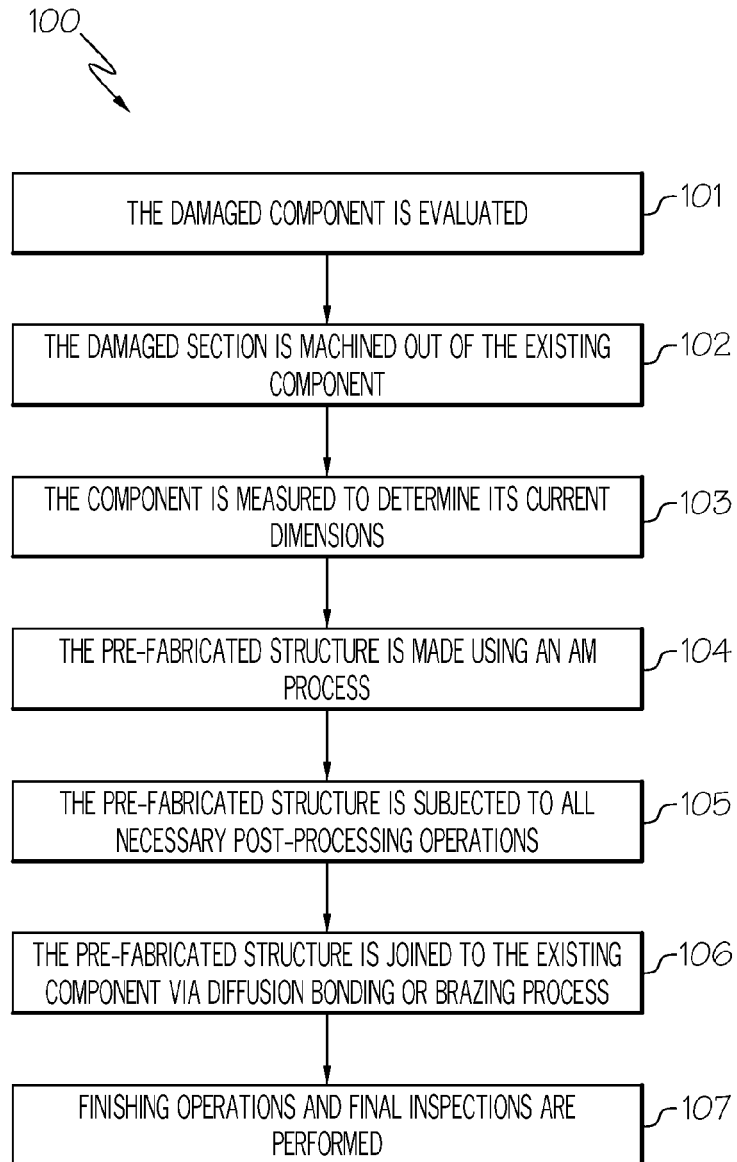 100
THE DAMAGED COMPONENT IS EVALUATED
101
THE DAMAGED SECTION IS MACHINED OUT OF THE EXISTING
COMPONENT
102
THE COMPONENT IS MEASURED TO DETERMINE ITS CURRENT
DIMENSIONS
103
THE PRE-FABRICATED STRUCTURE IS MADE USING AN AM
PROCESS
104
THE PRE-FABRICATED STRUCTURE IS SUBJECTED TO ALL
NECESSARY POST-PROCESSING OPERATIONS
105
THE PRE-FABRICATED STRUCTURE IS JOINED TO THE EXISTING
COMPONENT VIA DIFFUSION BONDING OR BRAZING PROCESS
106
FINISHING OPERATIONS AND FINAL INSPECTIONS ARE
PERFORMED
107